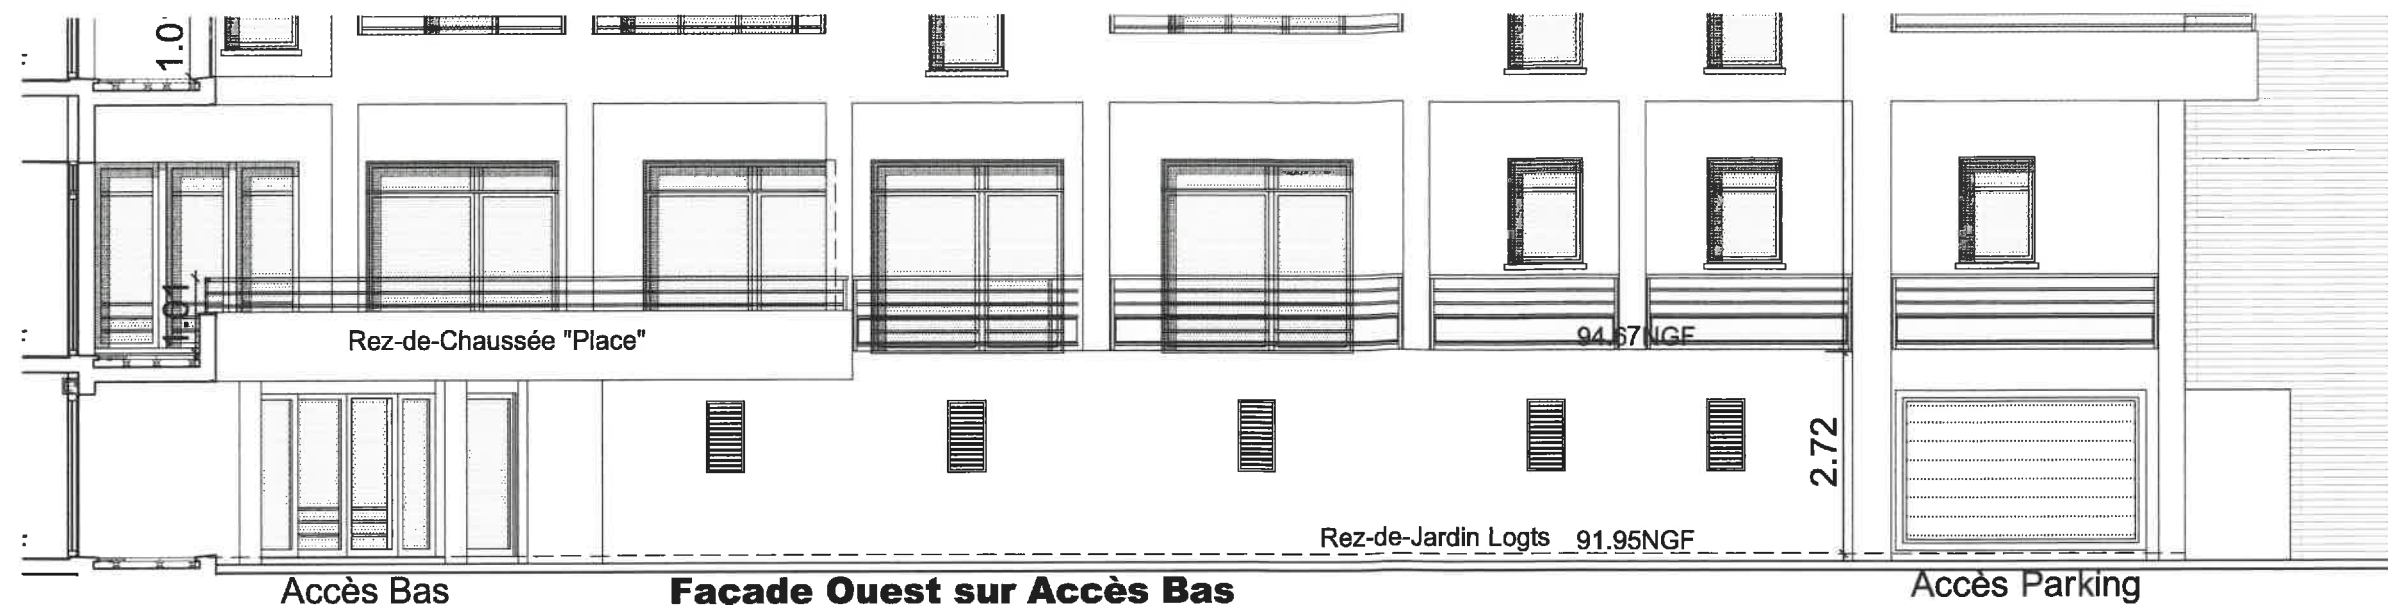 1.0
1.01
Rez-de-Chaussée "Place"
94.67NGF
2.72
Rez-de-Jardin Logts 91.95NGF
Accès Bas
Façade Ouest sur Accès Bas
Accès Parking